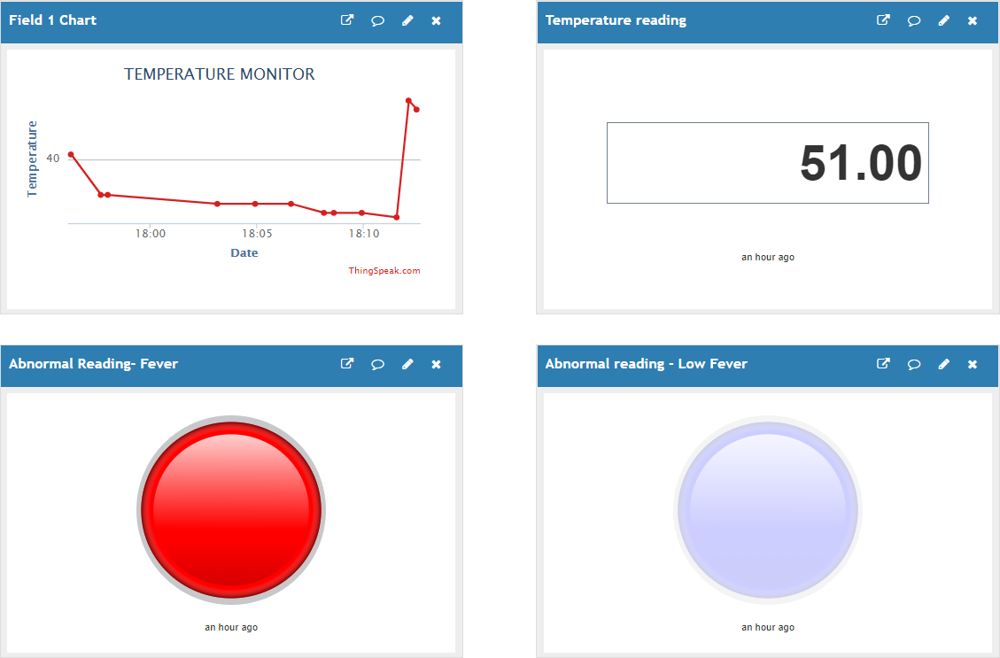 Field 1 Chart
TEMPERATURE MONITOR
Temperature
40
18:00 18:05 18:10
Date
ThingSpeak.com
Temperature reading
51.00
an hour ago
Abnormal Reading- Fever
an hour ago
Abnormal reading - Low Fever
an hour ago